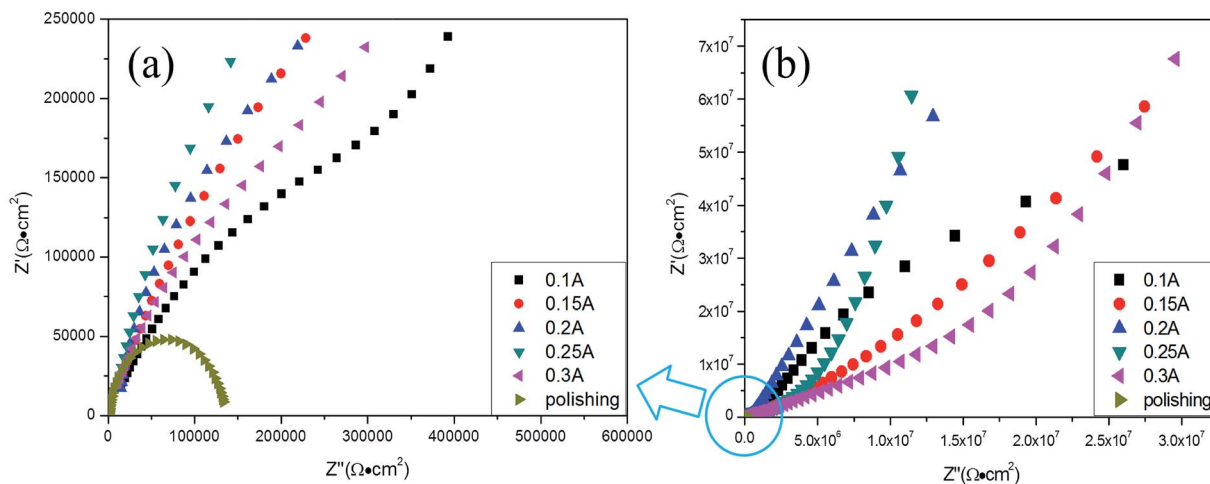 (a)
250000
200000
150000
100000
50000
0
Z'(Ω•cm²)
0 100000 200000 300000 400000 500000 600000
Z''(Ω•cm²)
0.1A
0.15A
0.2A
0.25A
0.3A
polishing
(b)
7x10⁷
6x10⁷
5x10⁷
4x10⁷
3x10⁷
2x10⁷
1x10⁷
0
Z'(Ω•cm²)
0.0 5.0x10⁶ 1.0x10⁷ 1.5x10⁷ 2.0x10⁷ 2.5x10⁷ 3.0x10⁷
Z''(Ω•cm²)
0.1A
0.15A
0.2A
0.25A
0.3A
polishing